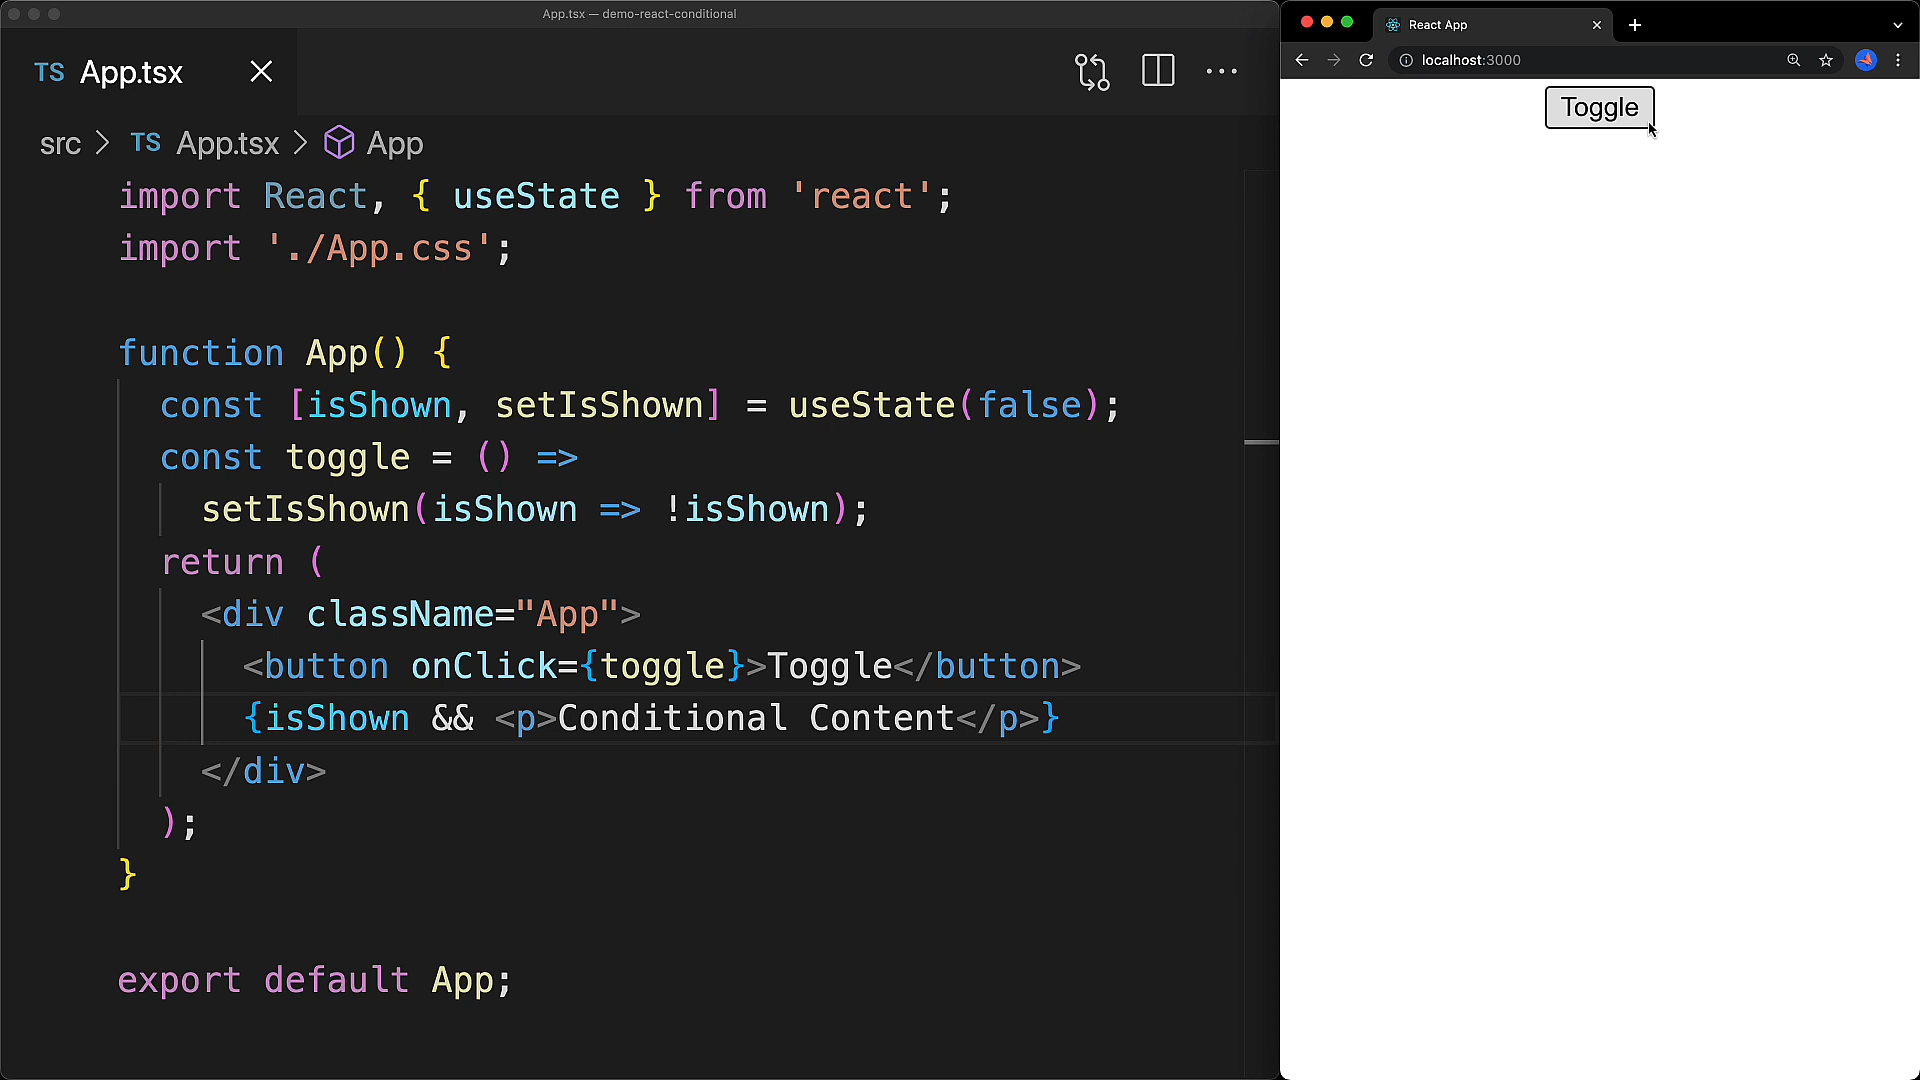 App.tsx — demo-react-conditional
TS App.tsx
src > TS App.tsx > App
import React, { useState } from 'react';
import './App.css';
function App() {
const [isShown, setIsShown] = useState(false);
const toggle = () =>
setIsShown(isShown => !isShown);
return (
<div className="App">
<button onClick={toggle}>Toggle</button>
{isShown && <p>Conditional Content</p>}
</div>
);
}
export default App;
React App
localhost:3000
Toggle